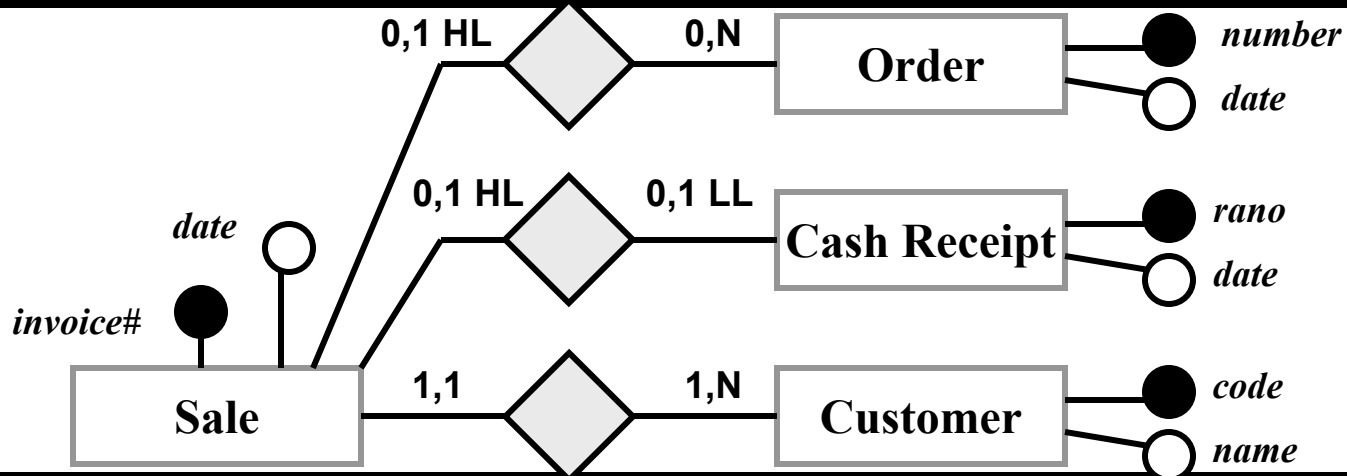 0,1 HL
0,N
Order
number
date
0,1 HL
0,1 LL
Cash Receipt
rano
date
date
invoice#
Sale
1,1
1,N
Customer
code
name